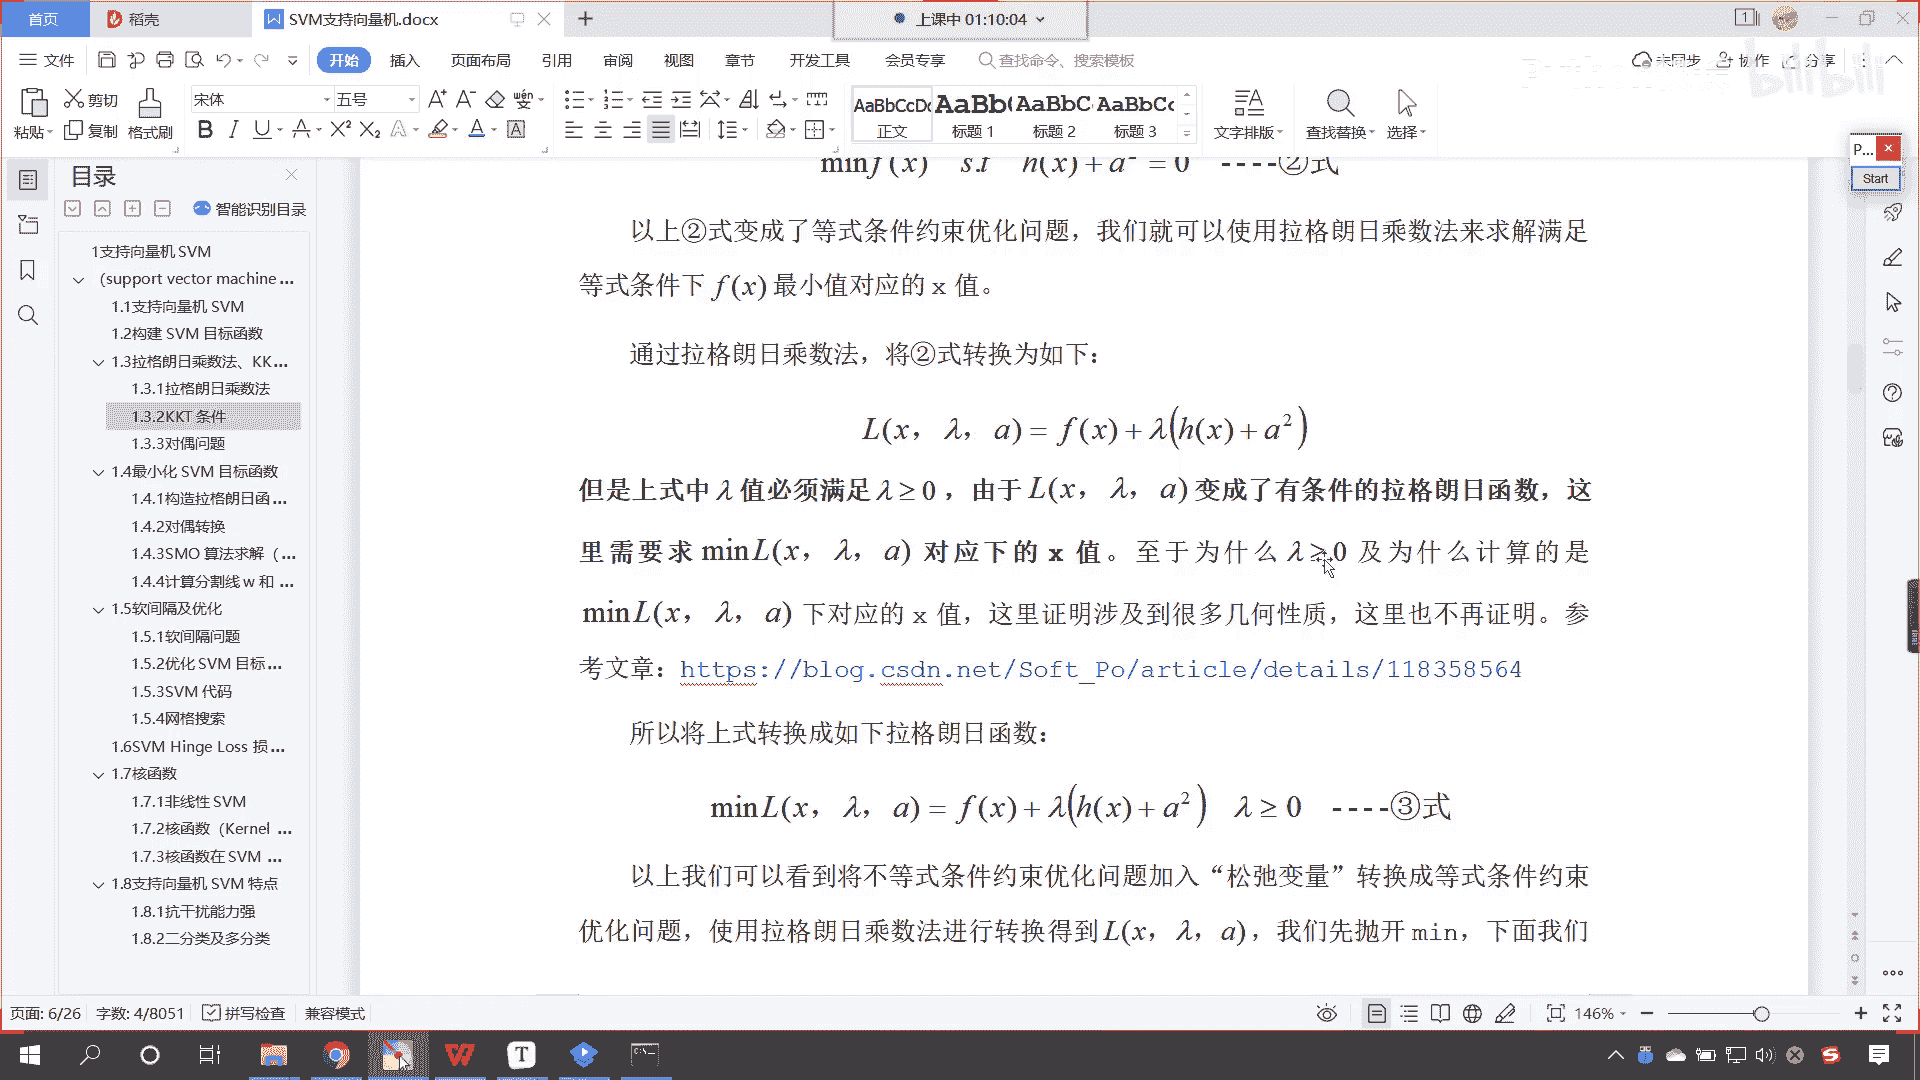 首页
稻壳
SVM支持向量机.docx
上课中 01:10:04
文件
开始
插入
页面布局
引用
审阅
视图
章节
开发工具
会员专享
查找命令、搜索模板
未同步
协作
分享
bilibili
粘贴
剪切
复制
格式刷
宋体
五号
AaBbCcDd
正文
AaBb(
标题 1
AaBbC
标题 2
AaBbCc
标题 3
文字排版
查找替换
选择
P...
Start
目录
智能识别目录
1支持向量机 SVM
(support vector machine ...
1.1支持向量机 SVM
1.2构建 SVM 目标函数
1.3拉格朗日乘数法、KK...
1.3.1拉格朗日乘数法
1.3.2KKT 条件
1.3.3对偶问题
1.4最小化 SVM 目标函数
1.4.1构造拉格朗日函 ...
1.4.2对偶转换
1.4.3SMO 算法求解（ ...
1.4.4计算分割线 w 和 ...
1.5软间隔及优化
1.5.1软间隔问题
1.5.2优化 SVM 目标 ...
1.5.3SVM 代码
1.5.4网格搜索
1.6SVM Hinge Loss 损 ...
1.7核函数
1.7.1非线性 SVM
1.7.2核函数（Kernel ...
1.7.3核函数在 SVM ...
1.8支持向量机 SVM 特点
1.8.1抗干扰能力强
1.8.2二分类及多分类
min f(x) s.t h(x) + a² = 0 ----②式
以上②式变成了等式条件约束优化问题，我们就可以使用拉格朗日乘数法来求解满足
等式条件下 f(x) 最小值对应的 x 值。
通过拉格朗日乘数法，将②式转换为如下：
L(x，λ，a) = f(x) + λ(h(x) + a²)
但是上式中 λ 值必须满足 λ ≥ 0，由于 L(x，λ，a) 变成了有条件的拉格朗日函数，这
里需要求 min L(x，λ，a) 对应下的 x 值。至于为什么 λ ≥ 0 及为什么计算的是
min L(x，λ，a) 下对应的 x 值，这里证明涉及到很多几何性质，这里也不再证明。参
考文章：https://blog.csdn.net/Soft_Po/article/details/118358564
所以将上式转换成如下拉格朗日函数：
min L(x，λ，a) = f(x) + λ(h(x) + a²) λ ≥ 0 ----③式
以上我们可以看到将不等式条件约束优化问题加入“松弛变量”转换成等式条件约束
优化问题，使用拉格朗日乘数法进行转换得到 L(x，λ，a)，我们先抛开 min，下面我们
页面: 6/26
字数: 4/8051
拼写检查
兼容模式
146%